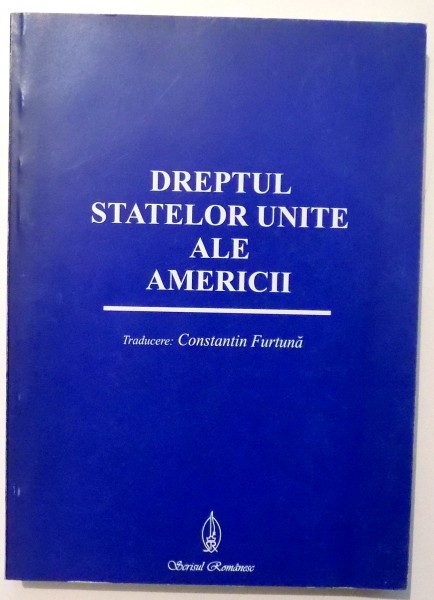 DREPTUL
STATELOR UNITE
ALE
AMERICII
Traducere: Constantin Furtună
Scrisul Românesc